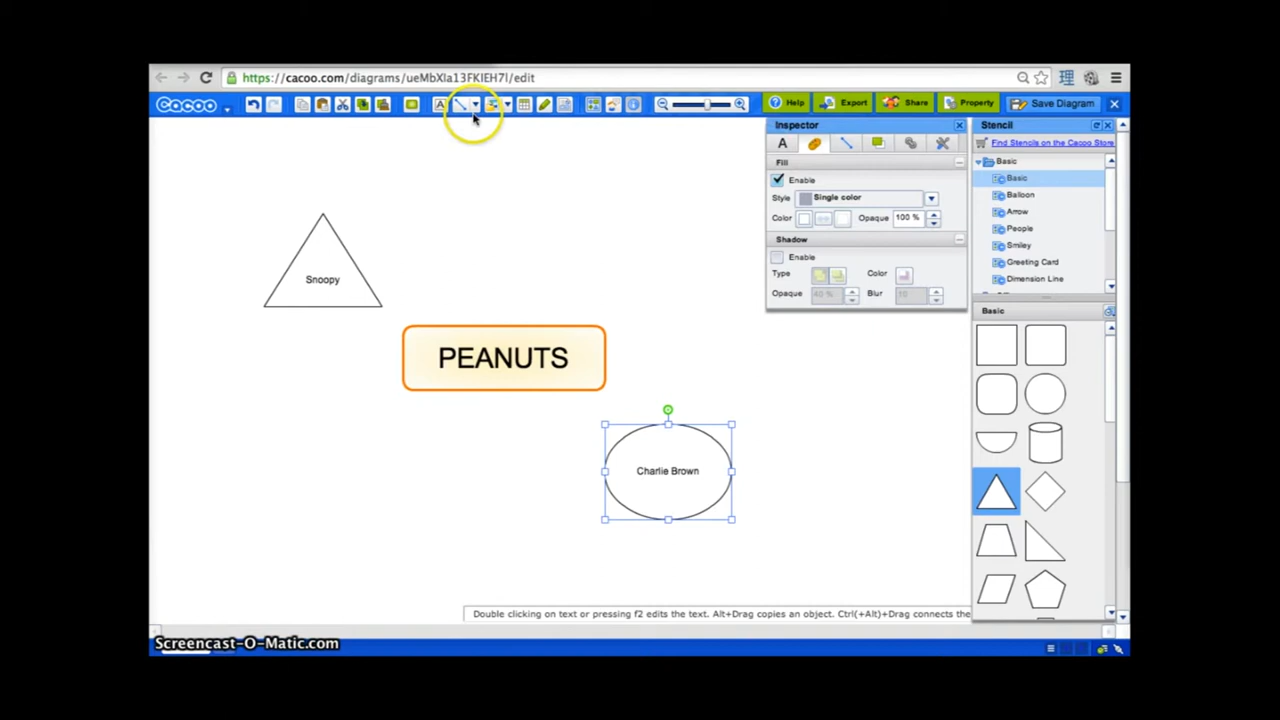 https://cacoo.com/diagrams/ueMbXIa13FKIEH7l/edit
Cacoo
Help
Export
Share
Property
Save Diagram
Inspector
Fill
Enable
Style
Single color
Color
Opaque
100 %
Shadow
Enable
Type
Color
Opaque
40 %
Blur
10
Stencil
Find Stencils on the Cacoo Store
Basic
Basic
Balloon
Arrow
People
Smiley
Greeting Card
Dimension Line
Basic
Snoopy
PEANUTS
Charlie Brown
Double clicking on text or pressing f2 edits the text. Alt+Drag copies an object. Ctrl(+Alt)+Drag connects the
Screencast-O-Matic.com